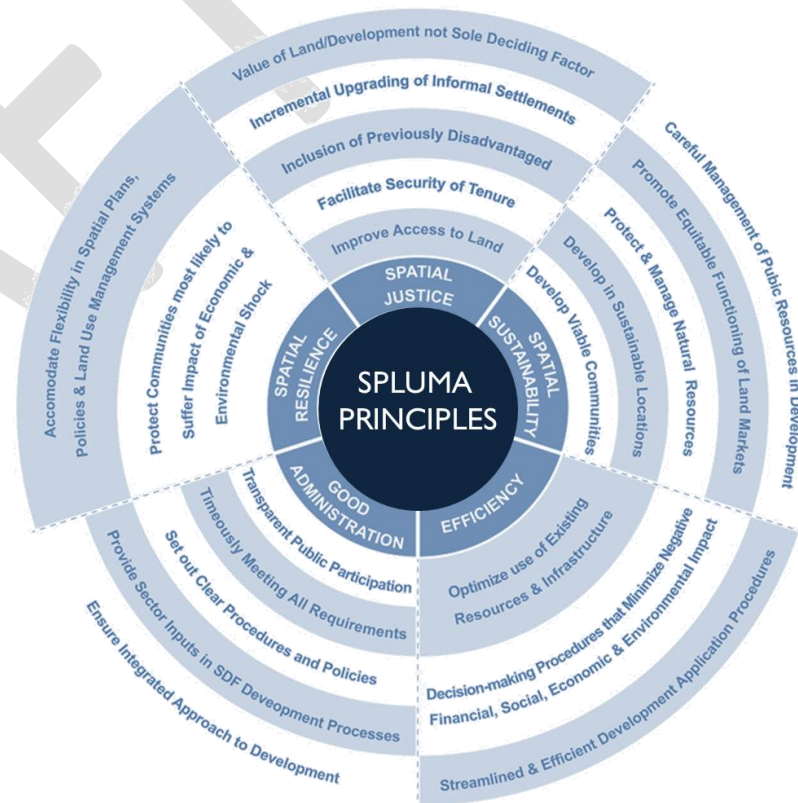 SPLUMA
PRINCIPLES
SPATIAL
JUSTICE
Improve Access to Land
Facilitate Security of Tenure
Inclusion of Previously Disadvantaged
Incremental Upgrading of Informal Settlements
Value of Land/Development not Sole Deciding Factor
SPATIAL
SUSTAINABILITY
Develop Viable Communities
Develop in Sustainable Locations
Protect & Manage Natural Resources
Promote Equitable Functioning of Land Markets
Careful Management of Pubic Resources in Development
EFFICIENCY
Optimize use of Existing
Resources & Infrastructure
Decision-making Procedures that Minimize Negative
Financial, Social, Economic & Environmental Impact
Streamlined & Efficient Development Application Procedures
GOOD
ADMINISTRATION
Transparent Public Participation
Timeously Meeting All Requirements
Set out Clear Procedures and Policies
Provide Sector Inputs in SDF Deveopment Processes
Ensure Integrated Approach to Development
SPATIAL
RESILIENCE
Protect Communities most likely to
Suffer Impact of Economic &
Environmental Shock
Accomodate Flexibility in Spatial Plans,
Policies & Land Use Management Systems